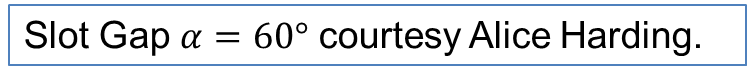 Slot Gap α = 60° courtesy Alice Harding.